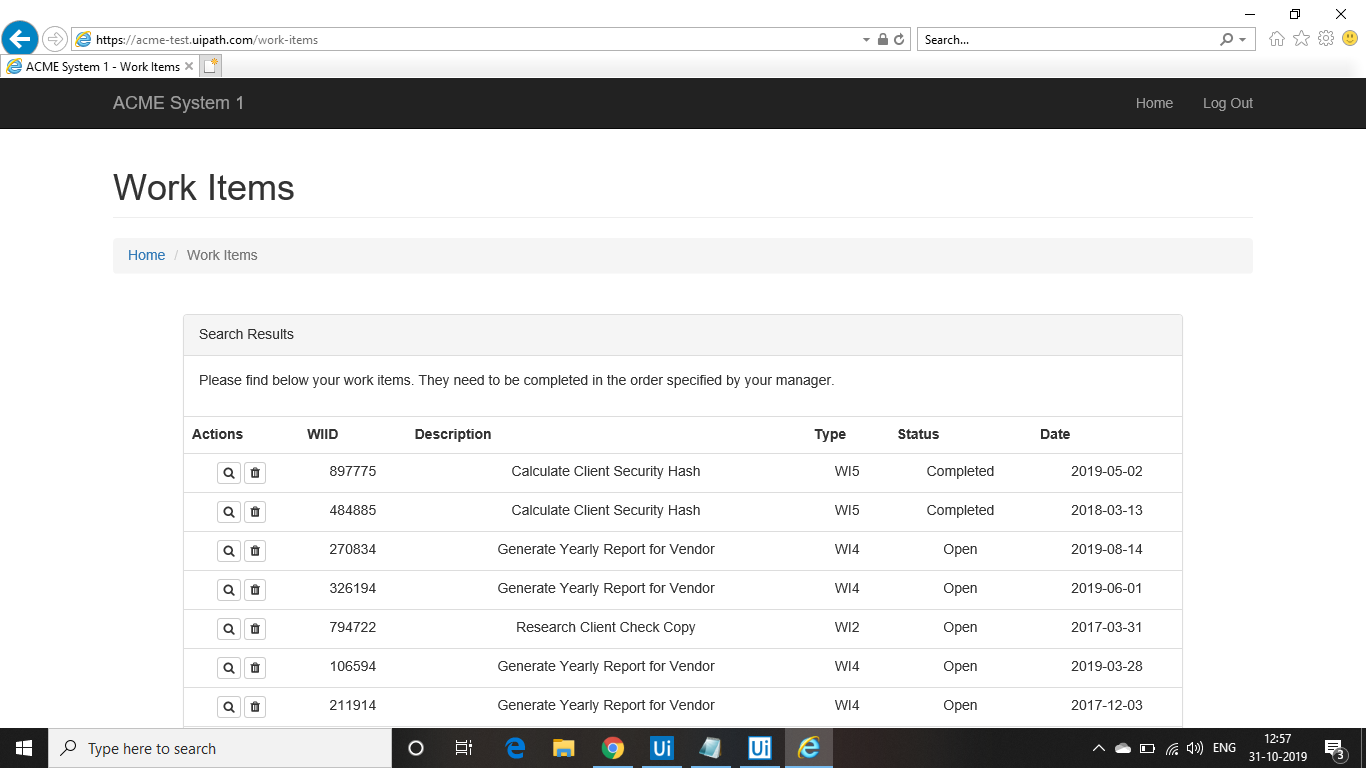 https://acme-test.uipath.com/work-items
Search...
ACME System 1 - Work Items
ACME System 1 Home Log Out
Work Items
Home / Work Items
Search Results
Please find below your work items. They need to be completed in the order specified by your manager.
Actions WIID Description Type Status Date
897775 Calculate Client Security Hash WI5 Completed 2019-05-02
484885 Calculate Client Security Hash WI5 Completed 2018-03-13
270834 Generate Yearly Report for Vendor WI4 Open 2019-08-14
326194 Generate Yearly Report for Vendor WI4 Open 2019-06-01
794722 Research Client Check Copy WI2 Open 2017-03-31
106594 Generate Yearly Report for Vendor WI4 Open 2019-03-28
211914 Generate Yearly Report for Vendor WI4 Open 2017-12-03
Type here to search
Ui
Ui
ENG
12:57
31-10-2019
3